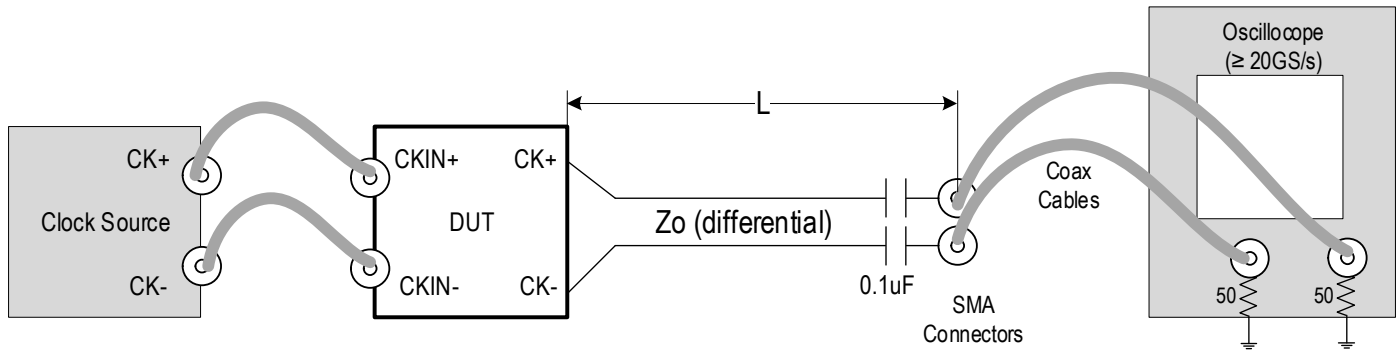 Oscillocope
(≥ 20GS/s)
L
CK+
CKIN+
CK+
Clock Source
DUT
Zo (differential)
Coax
Cables
CK-
CKIN-
CK-
0.1uF
SMA
Connectors
50
50